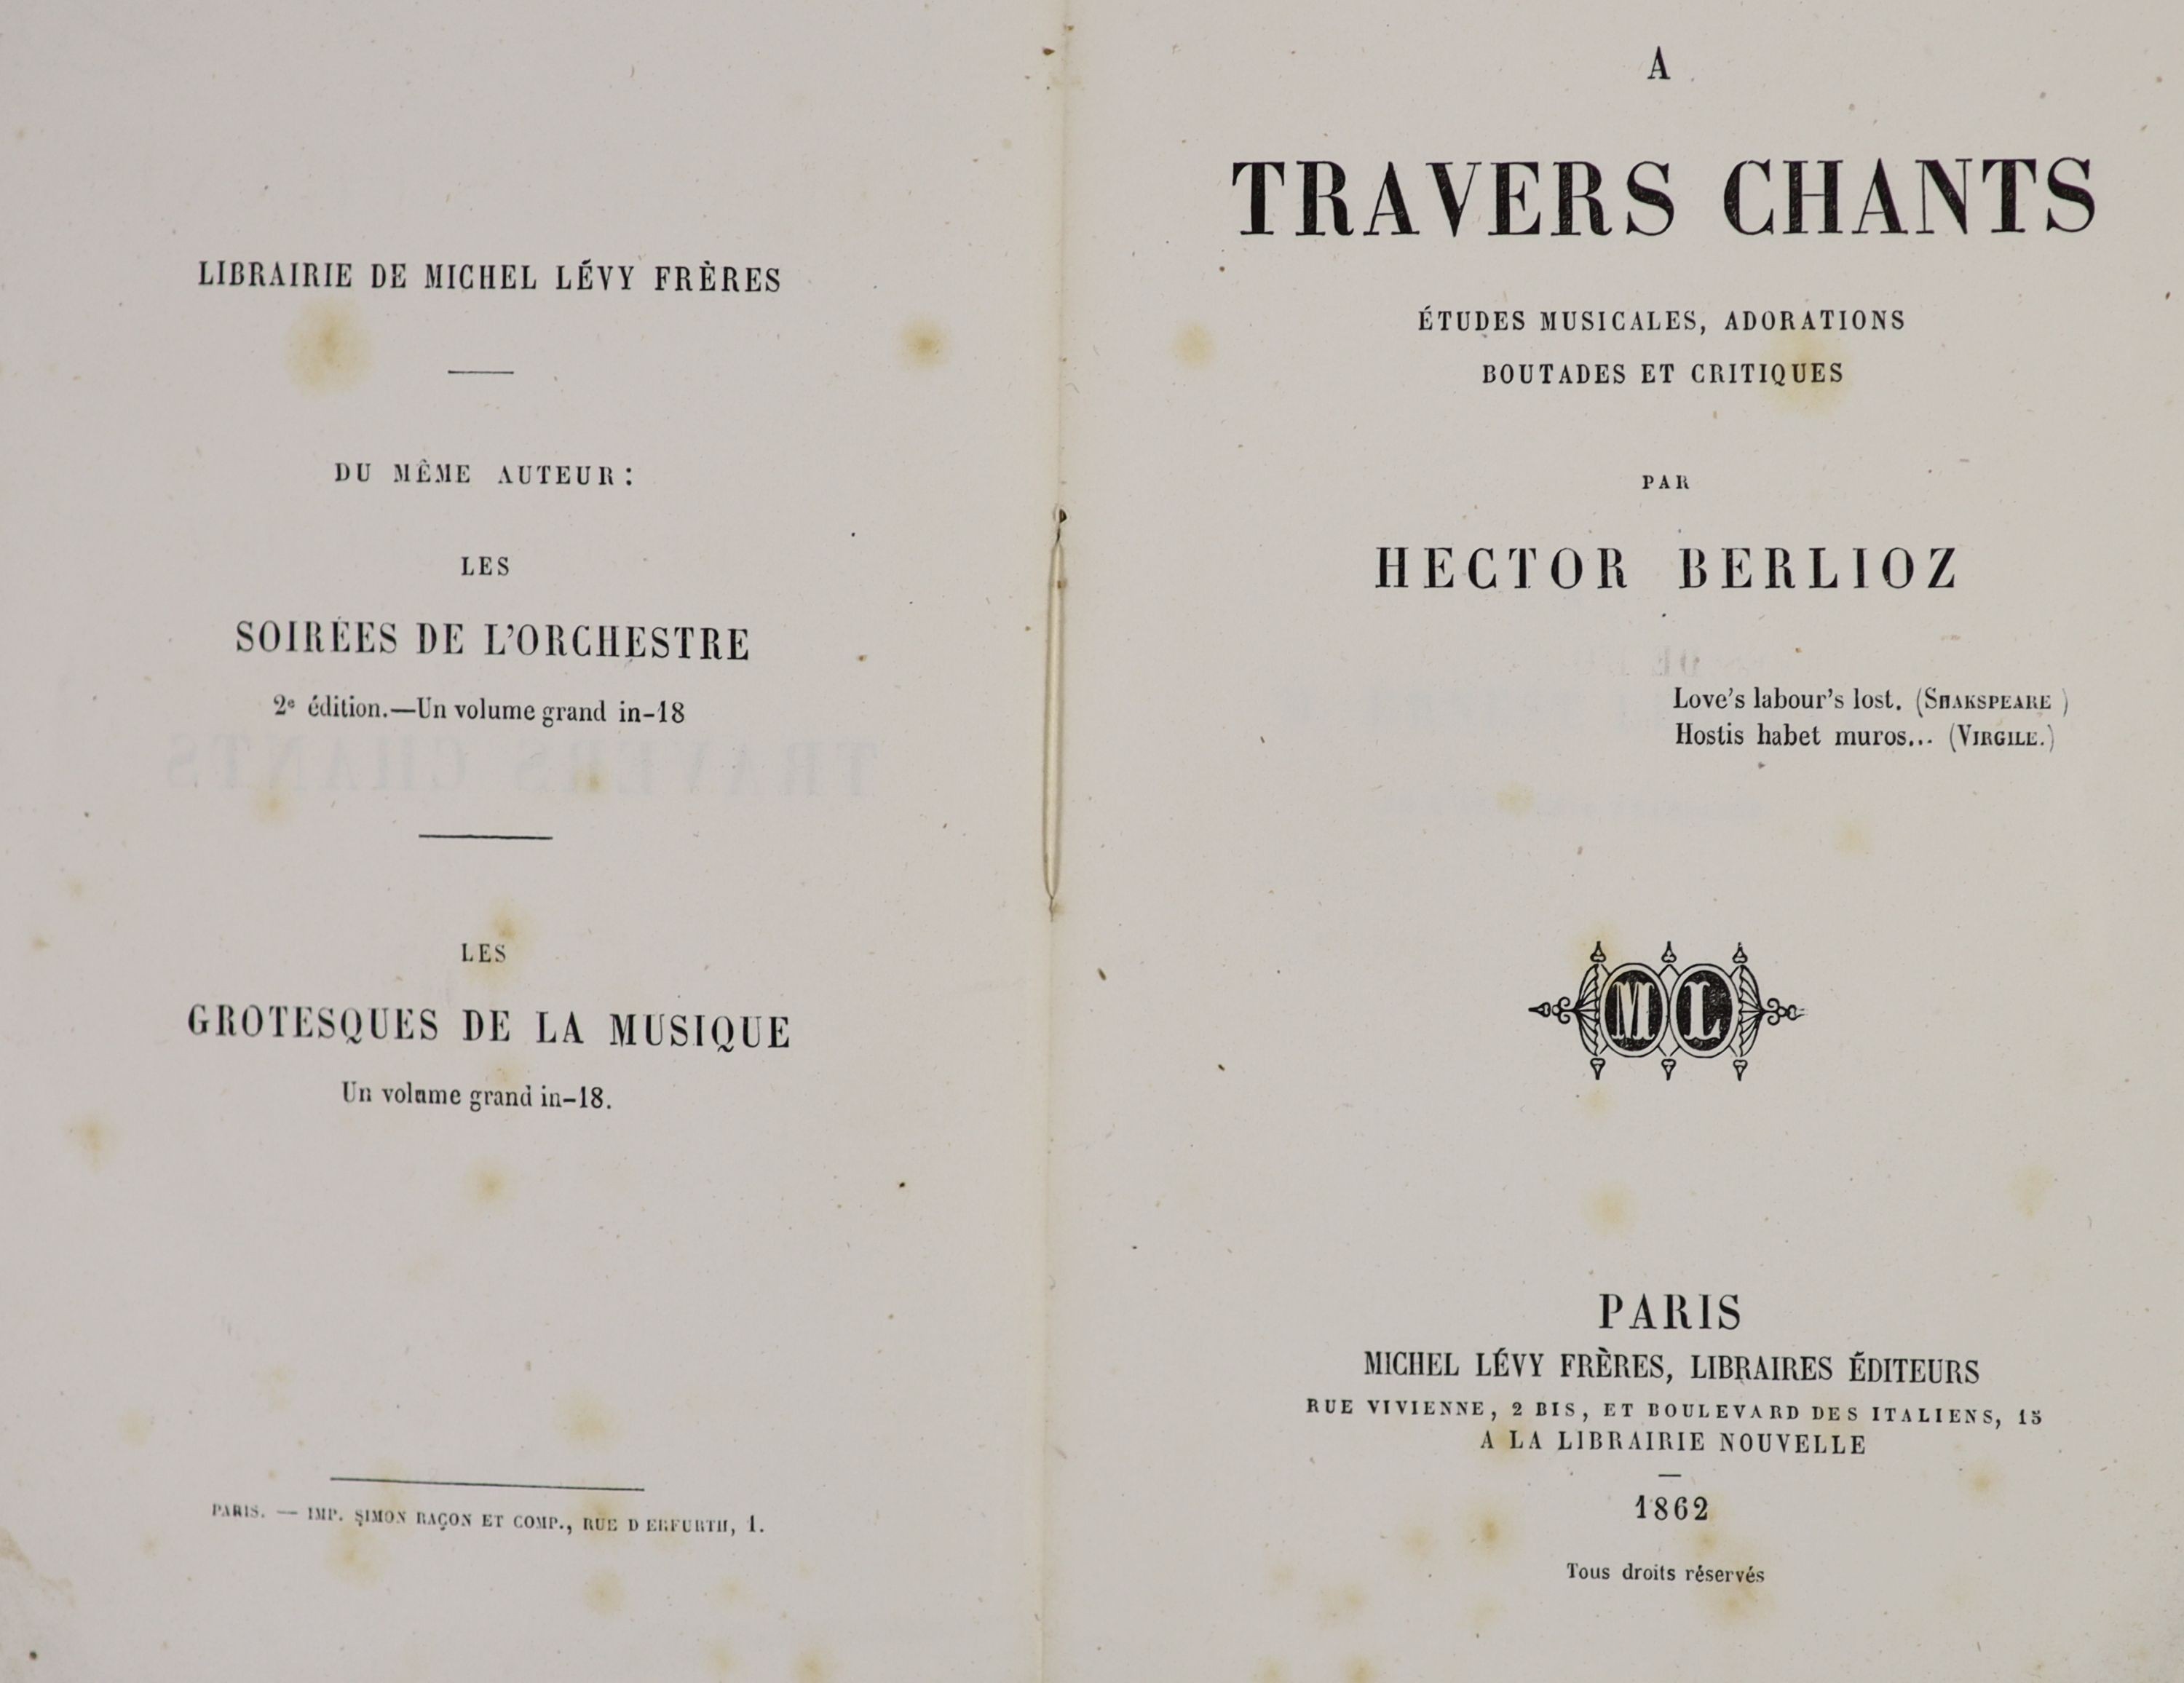 LIBRAIRIE DE MICHEL LÉVY FRÈRES
DU MÊME AUTEUR:
LES
SOIRÉES DE L'ORCHESTRE
2e édition.—Un volume grand in-18
LES
GROTESQUES DE LA MUSIQUE
Un volume grand in-18.
PARIS. — IMP. SIMON RAÇON ET COMP., RUE D ERFURTH, 1.
A
TRAVERS CHANTS
ÉTUDES MUSICALES, ADORATIONS
BOUTADES ET CRITIQUES
PAR
HECTOR BERLIOZ
Love's labour's lost. (SHAKSPEARE )
Hostis habet muros... (VIRGILE.)
ML
PARIS
MICHEL LÉVY FRÈRES, LIBRAIRES ÉDITEURS
RUE VIVIENNE, 2 BIS, ET BOULEVARD DES ITALIENS, 15
A LA LIBRAIRIE NOUVELLE
1862
Tous droits réservés